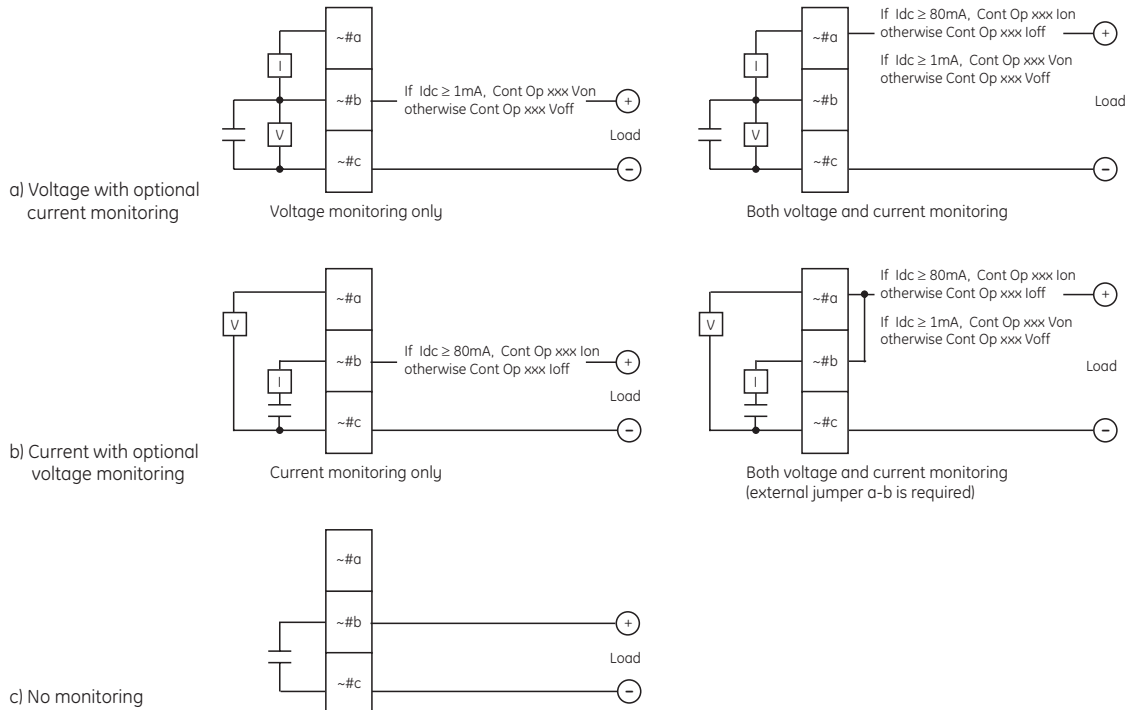 ~#a
I
~#b
V
~#c
If Idc ≥ 1mA, Cont Op xxx Von
otherwise Cont Op xxx Voff
+
Load
−
a) Voltage with optional
current monitoring
Voltage monitoring only
~#a
I
~#b
V
~#c
If Idc ≥ 80mA, Cont Op xxx Ion
otherwise Cont Op xxx Ioff
+
If Idc ≥ 1mA, Cont Op xxx Von
otherwise Cont Op xxx Voff
Load
−
Both voltage and current monitoring
~#a
V
~#b
I
~#c
If Idc ≥ 80mA, Cont Op xxx Ion
otherwise Cont Op xxx Ioff
+
Load
−
b) Current with optional
voltage monitoring
Current monitoring only
~#a
V
~#b
I
~#c
If Idc ≥ 80mA, Cont Op xxx Ion
otherwise Cont Op xxx Ioff
+
If Idc ≥ 1mA, Cont Op xxx Von
otherwise Cont Op xxx Voff
Load
−
Both voltage and current monitoring
(external jumper a-b is required)
~#a
~#b
~#c
+
Load
−
c) No monitoring